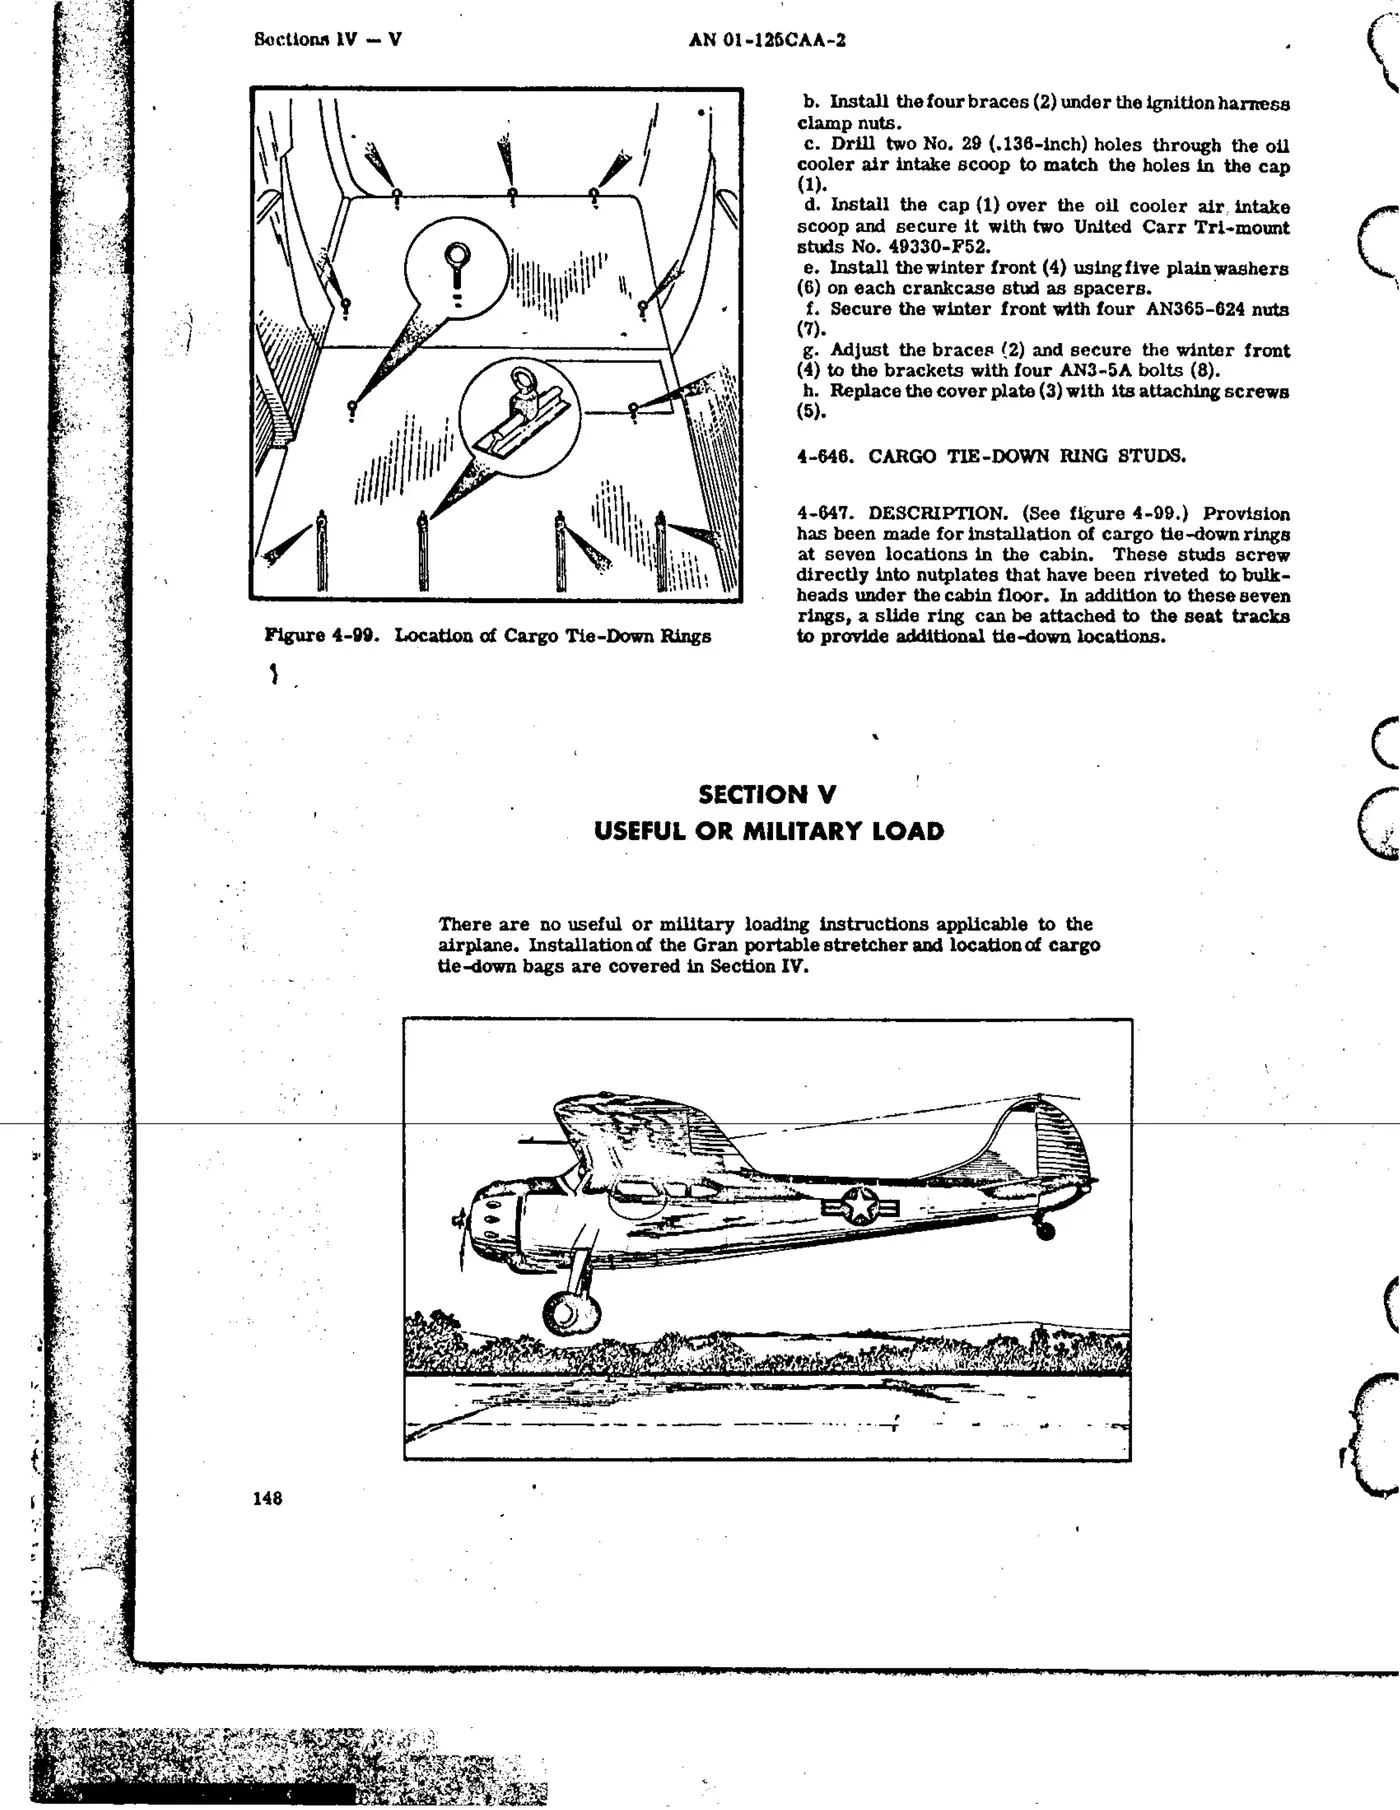 Sections IV — V
AN 01-125CAA-2
Figure 4-99. Location of Cargo Tie-Down Rings
b. Install the four braces (2) under the ignition harness
clamp nuts.
c. Drill two No. 29 (.136-inch) holes through the oil
cooler air intake scoop to match the holes in the cap
(1).
d. Install the cap (1) over the oil cooler air intake
scoop and secure it with two United Carr Tri-mount
studs No. 49330-F52.
e. Install the winter front (4) using five plain washers
(6) on each crankcase stud as spacers.
f. Secure the winter front with four AN365-624 nuts
(7).
g. Adjust the braces (2) and secure the winter front
(4) to the brackets with four AN3-5A bolts (8).
h. Replace the cover plate (3) with its attaching screws
(5).
4-646. CARGO TIE-DOWN RING STUDS.
4-647. DESCRIPTION. (See figure 4-99.) Provision
has been made for installation of cargo tie-down rings
at seven locations in the cabin. These studs screw
directly into nutplates that have been riveted to bulk-
heads under the cabin floor. In addition to these seven
rings, a slide ring can be attached to the seat tracks
to provide additional tie-down locations.
SECTION V
USEFUL OR MILITARY LOAD
There are no useful or military loading instructions applicable to the
airplane. Installation of the Gran portable stretcher and location of cargo
tie-down bags are covered in Section IV.
148